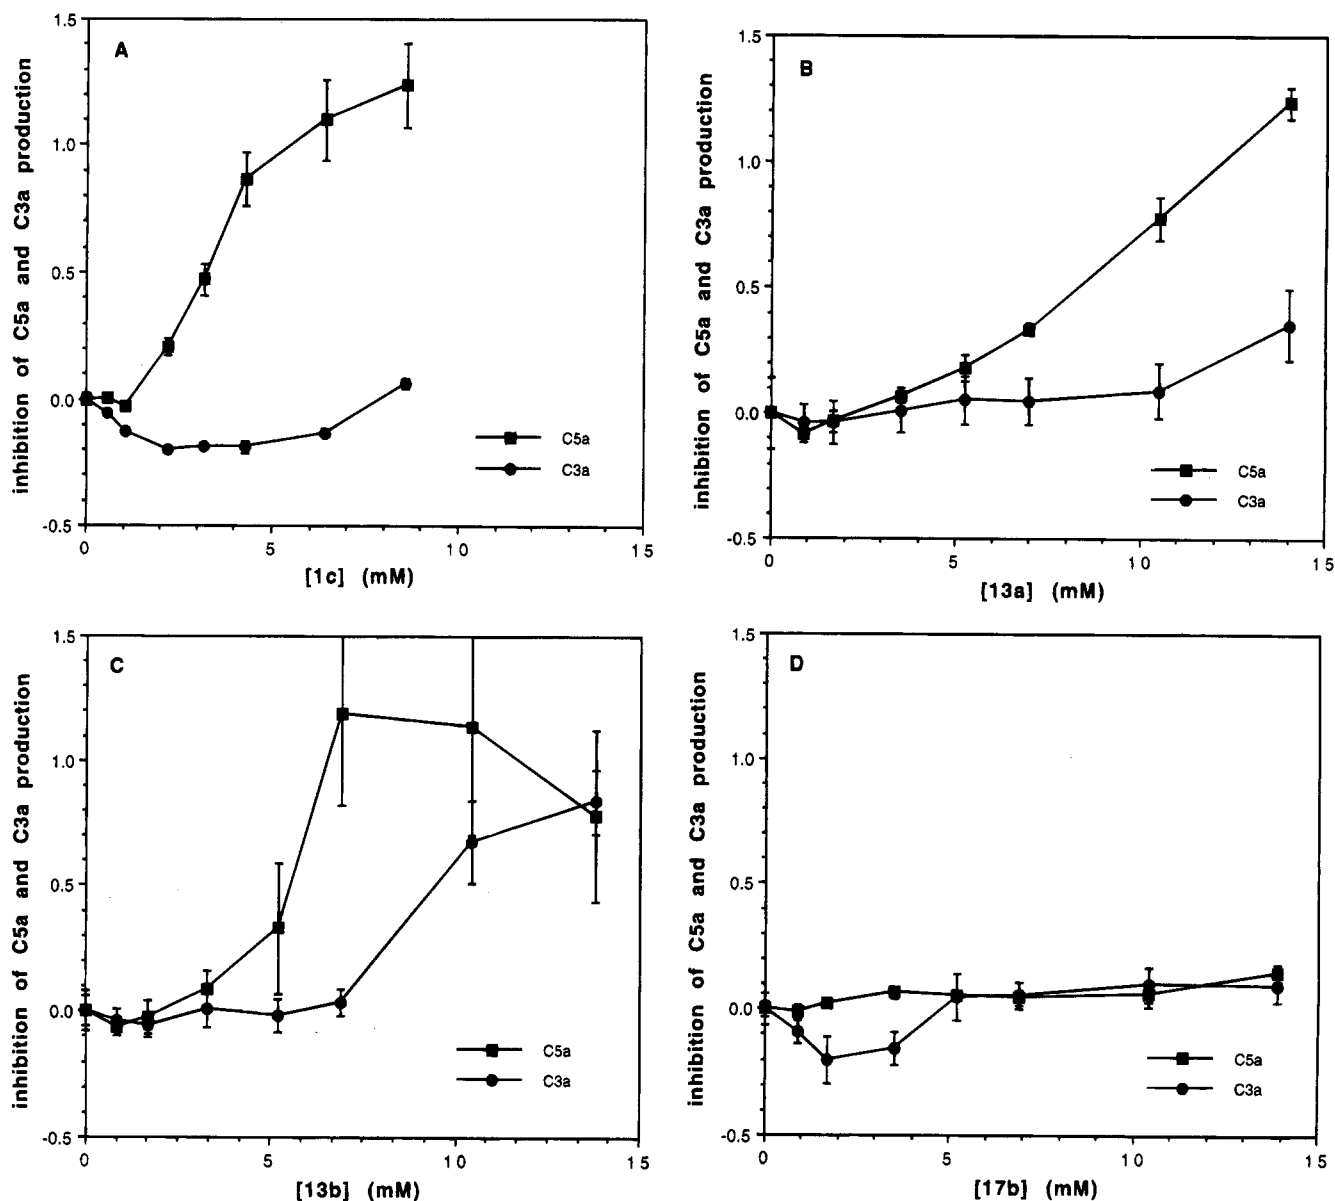 A
inhibition of C5a and C3a production
1.5
1.0
0.5
0.0
-0.5
C5a
C3a
0 5 10 15
[1c] (mM)
B
inhibition of C5a and C3a production
1.5
1.0
0.5
0.0
-0.5
C5a
C3a
0 5 10 15
[13a] (mM)
C
inhibition of C5a and C3a production
1.5
1.0
0.5
0.0
-0.5
C5a
C3a
0 5 10 15
[13b] (mM)
D
inhibition of C5a and C3a production
1.5
1.0
0.5
0.0
-0.5
C5a
C3a
0 5 10 15
[17b] (mM)